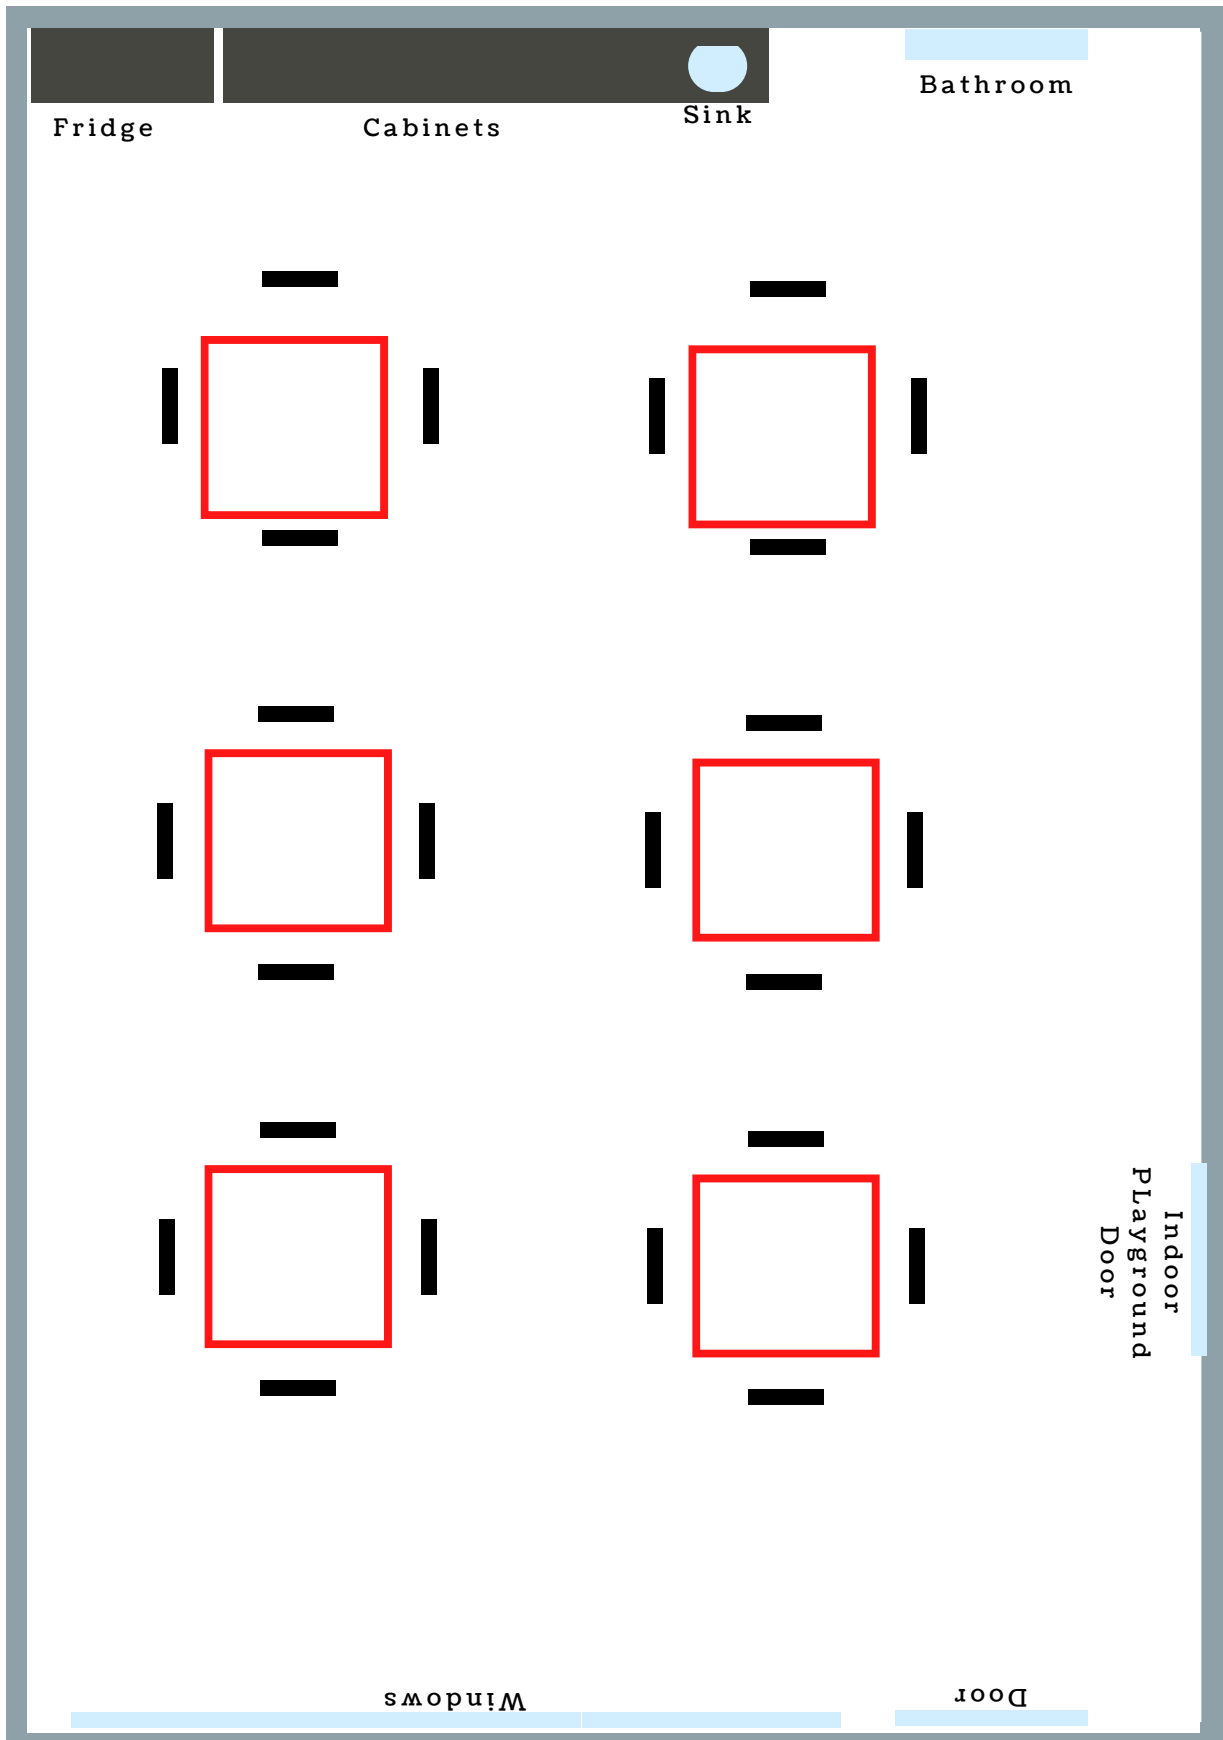 Bathroom
Sink
Fridge
Cabinets
Indoor
PLayground
Door
Windows
Door